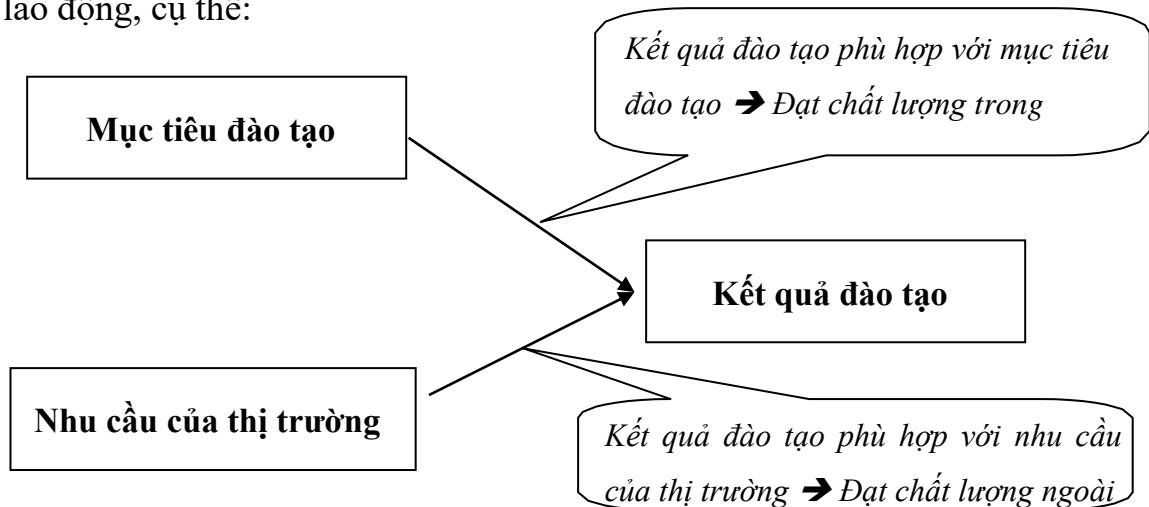 lao động, cụ thể:
Kết quả đào tạo phù hợp với mục tiêu
đào tạo ➔ Đạt chất lượng trong
Mục tiêu đào tạo
Kết quả đào tạo
Nhu cầu của thị trường
Kết quả đào tạo phù hợp với nhu cầu
của thị trường ➔ Đạt chất lượng ngoài